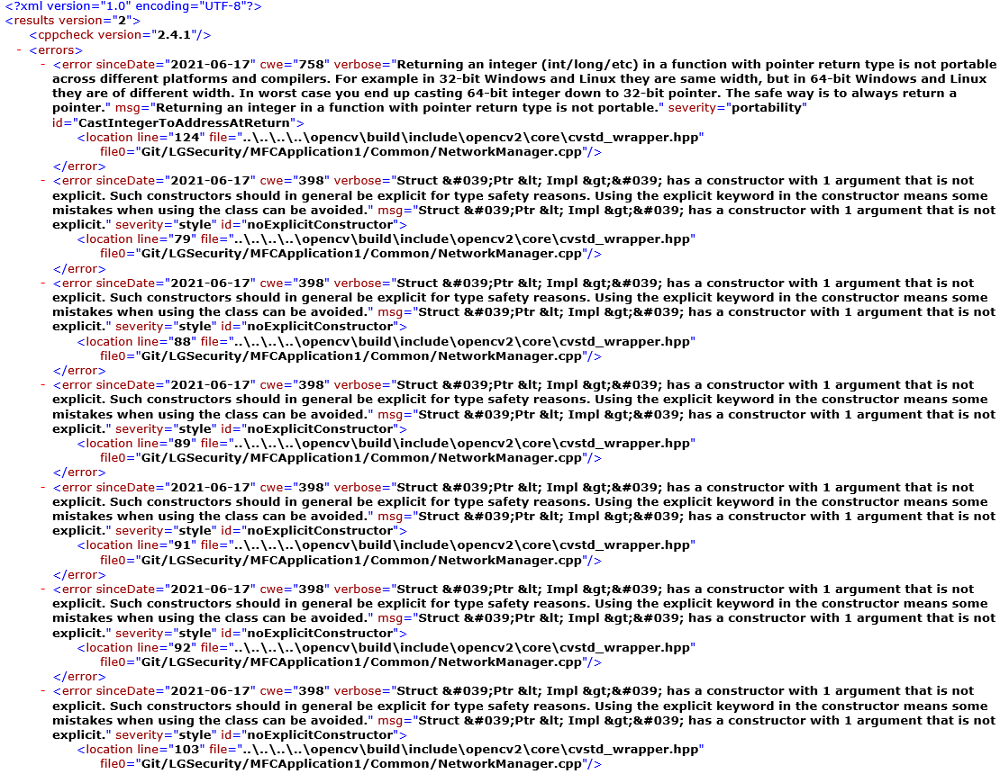 <?xml version="1.0" encoding="UTF-8"?>
<results version="2">
<cppcheck version="2.4.1"/>
- <errors>
- <error sinceDate="2021-06-17" cwe="758" verbose="Returning an integer (int/long/etc) in a function with pointer return type is not portable
across different platforms and compilers. For example in 32-bit Windows and Linux they are same width, but in 64-bit Windows and Linux
they are of different width. In worst case you end up casting 64-bit integer down to 32-bit pointer. The safe way is to always return a
pointer." msg="Returning an integer in a function with pointer return type is not portable." severity="portability"
id="CastIntegerToAddressAtReturn">
<location line="124" file="..\..\..\..\opencv\build\include\opencv2\core\cvstd_wrapper.hpp"
file0="Git/LGSecurity/MFCApplication1/Common/NetworkManager.cpp"/>
</error>
- <error sinceDate="2021-06-17" cwe="398" verbose="Struct &#039;Ptr &lt; Impl &gt;&#039; has a constructor with 1 argument that is not
explicit. Such constructors should in general be explicit for type safety reasons. Using the explicit keyword in the constructor means some
mistakes when using the class can be avoided." msg="Struct &#039;Ptr &lt; Impl &gt;&#039; has a constructor with 1 argument that is not
explicit." severity="style" id="noExplicitConstructor">
<location line="79" file="..\..\..\..\opencv\build\include\opencv2\core\cvstd_wrapper.hpp"
file0="Git/LGSecurity/MFCApplication1/Common/NetworkManager.cpp"/>
</error>
- <error sinceDate="2021-06-17" cwe="398" verbose="Struct &#039;Ptr &lt; Impl &gt;&#039; has a constructor with 1 argument that is not
explicit. Such constructors should in general be explicit for type safety reasons. Using the explicit keyword in the constructor means some
mistakes when using the class can be avoided." msg="Struct &#039;Ptr &lt; Impl &gt;&#039; has a constructor with 1 argument that is not
explicit." severity="style" id="noExplicitConstructor">
<location line="88" file="..\..\..\..\opencv\build\include\opencv2\core\cvstd_wrapper.hpp"
file0="Git/LGSecurity/MFCApplication1/Common/NetworkManager.cpp"/>
</error>
- <error sinceDate="2021-06-17" cwe="398" verbose="Struct &#039;Ptr &lt; Impl &gt;&#039; has a constructor with 1 argument that is not
explicit. Such constructors should in general be explicit for type safety reasons. Using the explicit keyword in the constructor means some
mistakes when using the class can be avoided." msg="Struct &#039;Ptr &lt; Impl &gt;&#039; has a constructor with 1 argument that is not
explicit." severity="style" id="noExplicitConstructor">
<location line="89" file="..\..\..\..\opencv\build\include\opencv2\core\cvstd_wrapper.hpp"
file0="Git/LGSecurity/MFCApplication1/Common/NetworkManager.cpp"/>
</error>
- <error sinceDate="2021-06-17" cwe="398" verbose="Struct &#039;Ptr &lt; Impl &gt;&#039; has a constructor with 1 argument that is not
explicit. Such constructors should in general be explicit for type safety reasons. Using the explicit keyword in the constructor means some
mistakes when using the class can be avoided." msg="Struct &#039;Ptr &lt; Impl &gt;&#039; has a constructor with 1 argument that is not
explicit." severity="style" id="noExplicitConstructor">
<location line="91" file="..\..\..\..\opencv\build\include\opencv2\core\cvstd_wrapper.hpp"
file0="Git/LGSecurity/MFCApplication1/Common/NetworkManager.cpp"/>
</error>
- <error sinceDate="2021-06-17" cwe="398" verbose="Struct &#039;Ptr &lt; Impl &gt;&#039; has a constructor with 1 argument that is not
explicit. Such constructors should in general be explicit for type safety reasons. Using the explicit keyword in the constructor means some
mistakes when using the class can be avoided." msg="Struct &#039;Ptr &lt; Impl &gt;&#039; has a constructor with 1 argument that is not
explicit." severity="style" id="noExplicitConstructor">
<location line="92" file="..\..\..\..\opencv\build\include\opencv2\core\cvstd_wrapper.hpp"
file0="Git/LGSecurity/MFCApplication1/Common/NetworkManager.cpp"/>
</error>
- <error sinceDate="2021-06-17" cwe="398" verbose="Struct &#039;Ptr &lt; Impl &gt;&#039; has a constructor with 1 argument that is not
explicit. Such constructors should in general be explicit for type safety reasons. Using the explicit keyword in the constructor means some
mistakes when using the class can be avoided." msg="Struct &#039;Ptr &lt; Impl &gt;&#039; has a constructor with 1 argument that is not
explicit." severity="style" id="noExplicitConstructor">
<location line="103" file="..\..\..\..\opencv\build\include\opencv2\core\cvstd_wrapper.hpp"
file0="Git/LGSecurity/MFCApplication1/Common/NetworkManager.cpp"/>